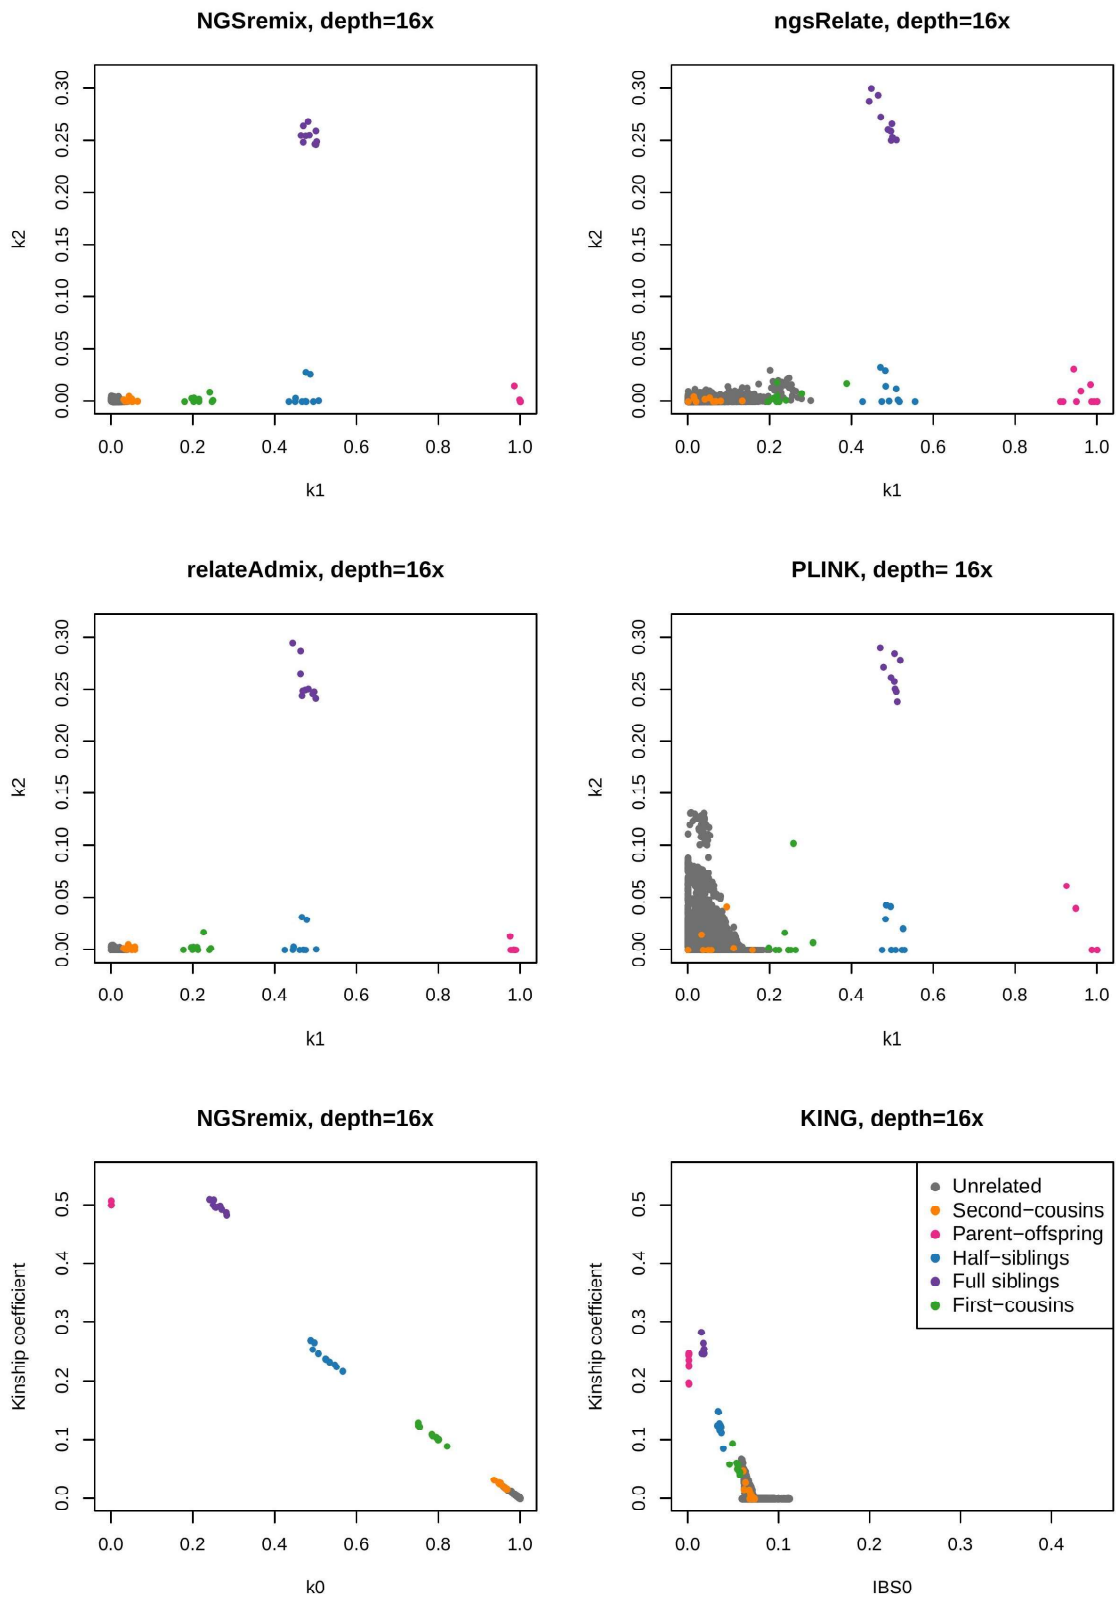 NGSremix, depth=16x
k2
0.00 0.05 0.10 0.15 0.20 0.25 0.30
0.0 0.2 0.4 0.6 0.8 1.0
k1
ngsRelate, depth=16x
k2
0.00 0.05 0.10 0.15 0.20 0.25 0.30
0.0 0.2 0.4 0.6 0.8 1.0
k1
relateAdmix, depth=16x
k2
0.00 0.05 0.10 0.15 0.20 0.25 0.30
0.0 0.2 0.4 0.6 0.8 1.0
k1
PLINK, depth= 16x
k2
0.00 0.05 0.10 0.15 0.20 0.25 0.30
0.0 0.2 0.4 0.6 0.8 1.0
k1
NGSremix, depth=16x
Kinship coefficient
0.0 0.1 0.2 0.3 0.4 0.5
0.0 0.2 0.4 0.6 0.8 1.0
k0
KING, depth=16x
Kinship coefficient
0.0 0.1 0.2 0.3 0.4 0.5
Unrelated
Second−cousins
Parent−offspring
Half−siblings
Full siblings
First−cousins
0.0 0.1 0.2 0.3 0.4
IBS0